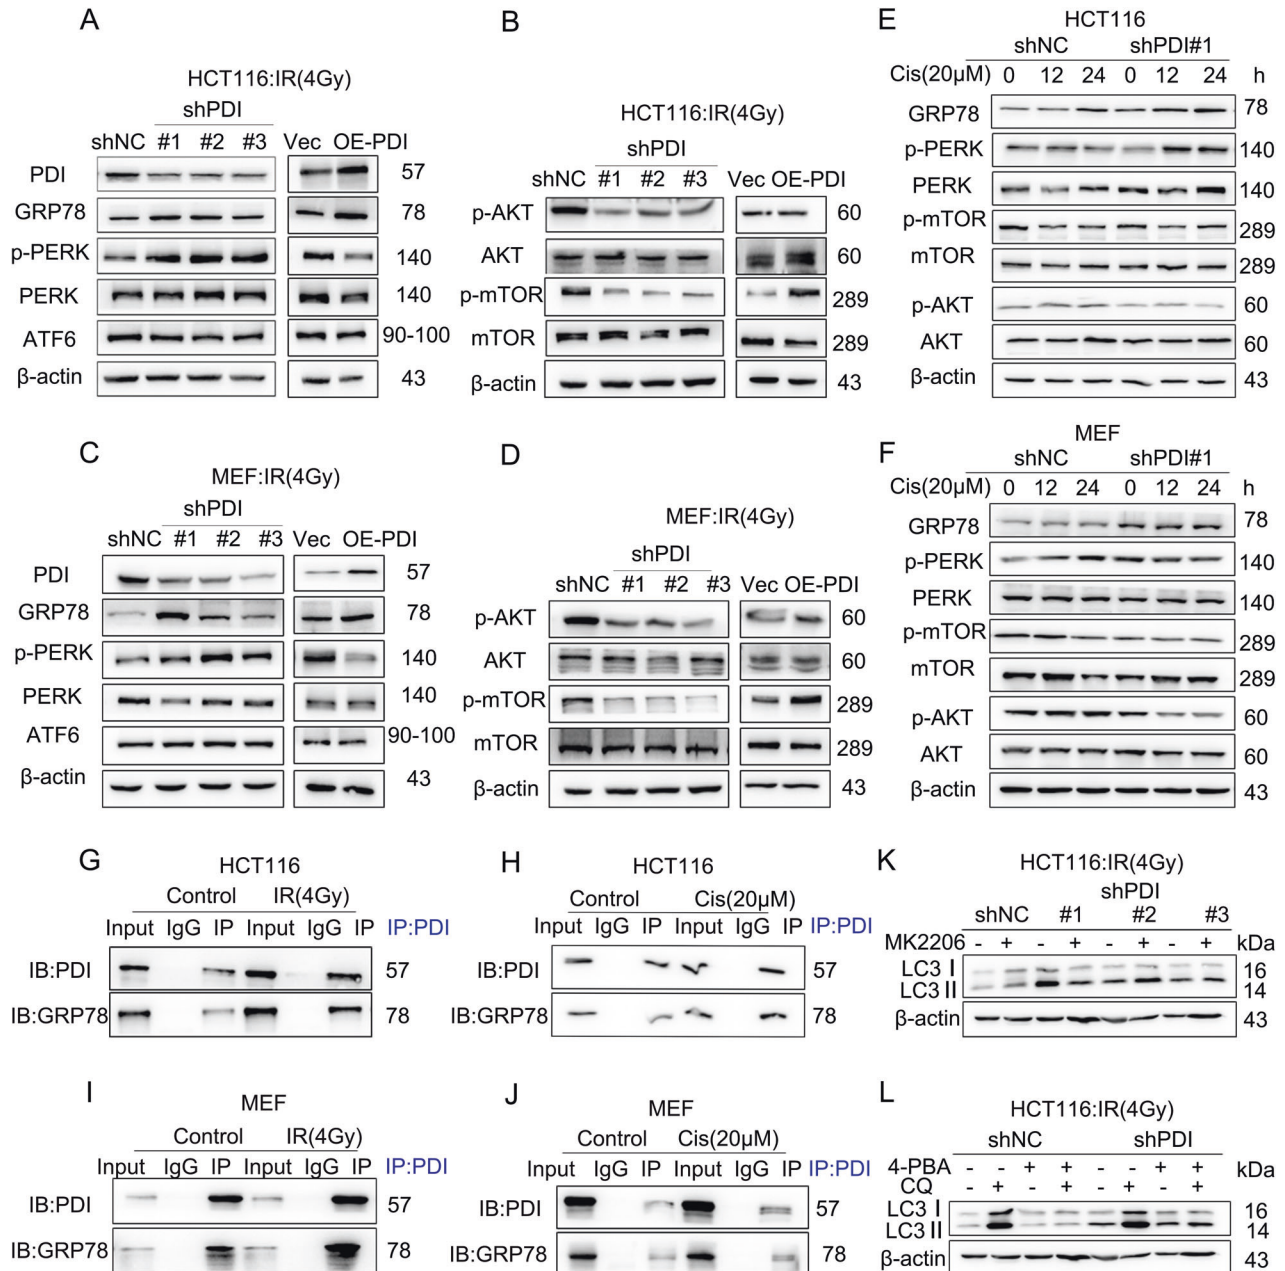 A
HCT116:IR(4Gy)
shPDI
shNC #1 #2 #3 Vec OE-PDI
PDI 57
GRP78 78
p-PERK 140
PERK 140
ATF6 90-100
β-actin 43
B
HCT116:IR(4Gy)
shPDI
shNC #1 #2 #3 Vec OE-PDI
p-AKT 60
AKT 60
p-mTOR 289
mTOR 289
β-actin 43
E
HCT116
shNC shPDI#1
Cis(20μM) 0 12 24 0 12 24 h
GRP78 78
p-PERK 140
PERK 140
p-mTOR 289
mTOR 289
p-AKT 60
AKT 60
β-actin 43
C
MEF:IR(4Gy)
shPDI
shNC #1 #2 #3 Vec OE-PDI
PDI 57
GRP78 78
p-PERK 140
PERK 140
ATF6 90-100
β-actin 43
D
MEF:IR(4Gy)
shPDI
shNC #1 #2 #3 Vec OE-PDI
p-AKT 60
AKT 60
p-mTOR 289
mTOR 289
β-actin 43
F
MEF
shNC shPDI#1
Cis(20μM) 0 12 24 0 12 24 h
GRP78 78
p-PERK 140
PERK 140
p-mTOR 289
mTOR 289
p-AKT 60
AKT 60
β-actin 43
G
HCT116
Control IR(4Gy)
Input IgG IP Input IgG IP IP:PDI
IB:PDI 57
IB:GRP78 78
H
HCT116
Control Cis(20μM)
Input IgG IP Input IgG IP IP:PDI
IB:PDI 57
IB:GRP78 78
K
HCT116:IR(4Gy)
shPDI
shNC #1 #2 #3
MK2206 - + - + - + - + kDa
LC3 I 16
LC3 II 14
β-actin 43
I
MEF
Control IR(4Gy)
Input IgG IP Input IgG IP IP:PDI
IB:PDI 57
IB:GRP78 78
J
MEF
Control Cis(20μM)
Input IgG IP Input IgG IP IP:PDI
IB:PDI 57
IB:GRP78 78
L
HCT116:IR(4Gy)
shNC shPDI
4-PBA - - + + - - + + kDa
CQ - + - + - + - +
LC3 I 16
LC3 II 14
β-actin 43